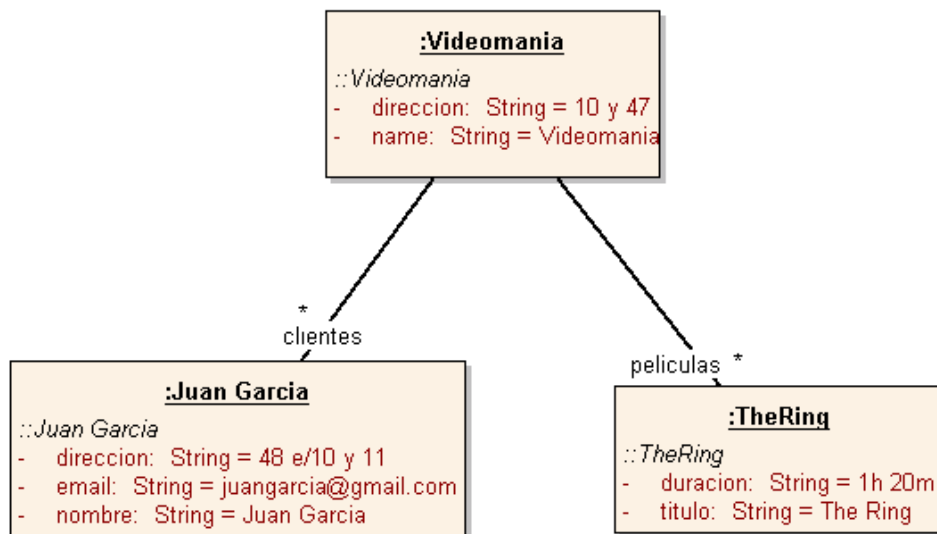 :Videomania
::Videomania
- direccion: String = 10 y 47
- name: String = Videomania
*
clientes
peliculas *
:Juan Garcia
::Juan Garcia
- direccion: String = 48 e/10 y 11
- email: String = juangarcia@gmail.com
- nombre: String = Juan Garcia
:TheRing
::TheRing
- duracion: String = 1h 20m
- titulo: String = The Ring